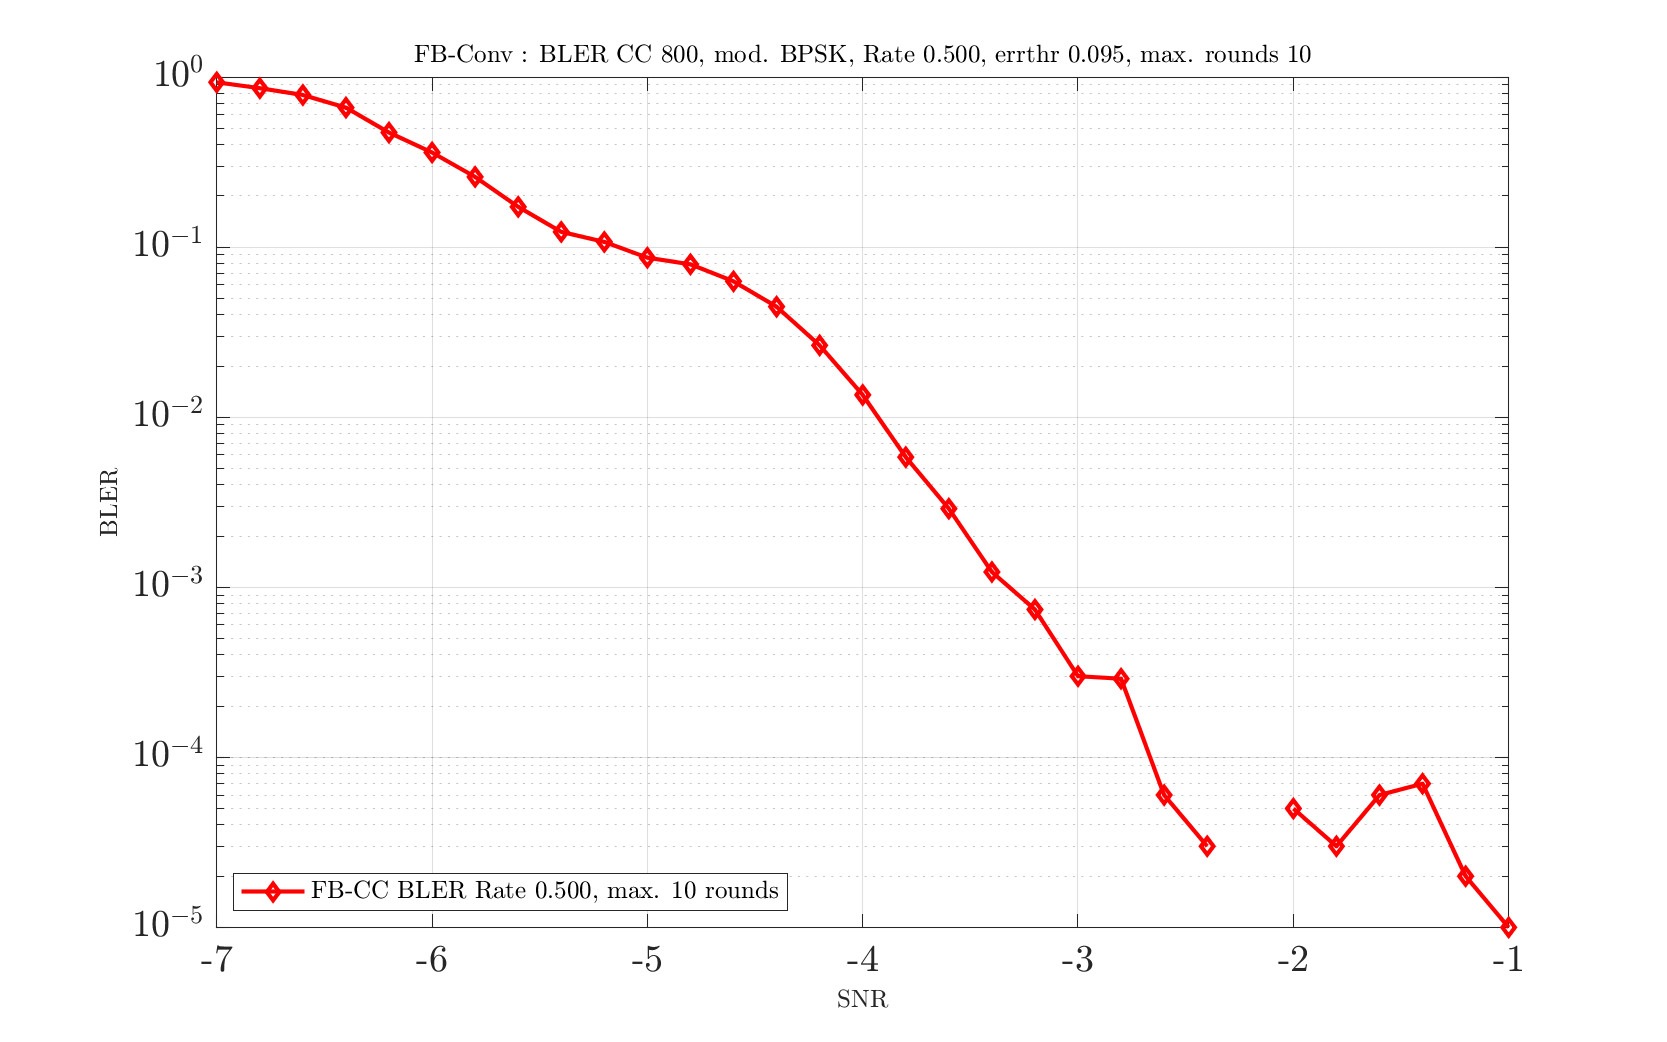 FB-Conv : BLER CC 800, mod. BPSK, Rate 0.500, errthr 0.095, max. rounds 10
10^0
10^-1
10^-2
10^-3
10^-4
10^-5
BLER
FB-CC BLER Rate 0.500, max. 10 rounds
-7 -6 -5 -4 -3 -2 -1
SNR